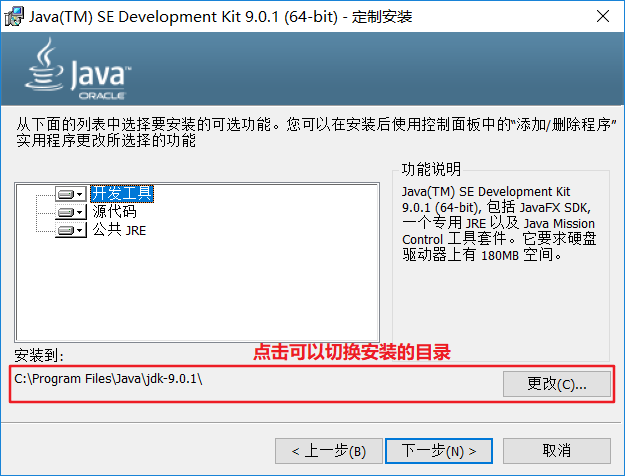 Java(TM) SE Development Kit 9.0.1 (64-bit) - 定制安装
Java™
ORACLE
从下面的列表中选择要安装的可选功能。您可以在安装后使用控制面板中的“添加/删除程序”
实用程序更改所选择的功能
开发工具
源代码
公共 JRE
功能说明
Java(TM) SE Development Kit
9.0.1 (64-bit), 包括 JavaFX SDK,
一个专用 JRE 以及 Java Mission
Control 工具套件。它要求硬盘
驱动器上有 180MB 空间。
安装到:
点击可以切换安装的目录
C:\Program Files\Java\jdk-9.0.1\
更改(C)...
< 上一步(B)
下一步(N) >
取消